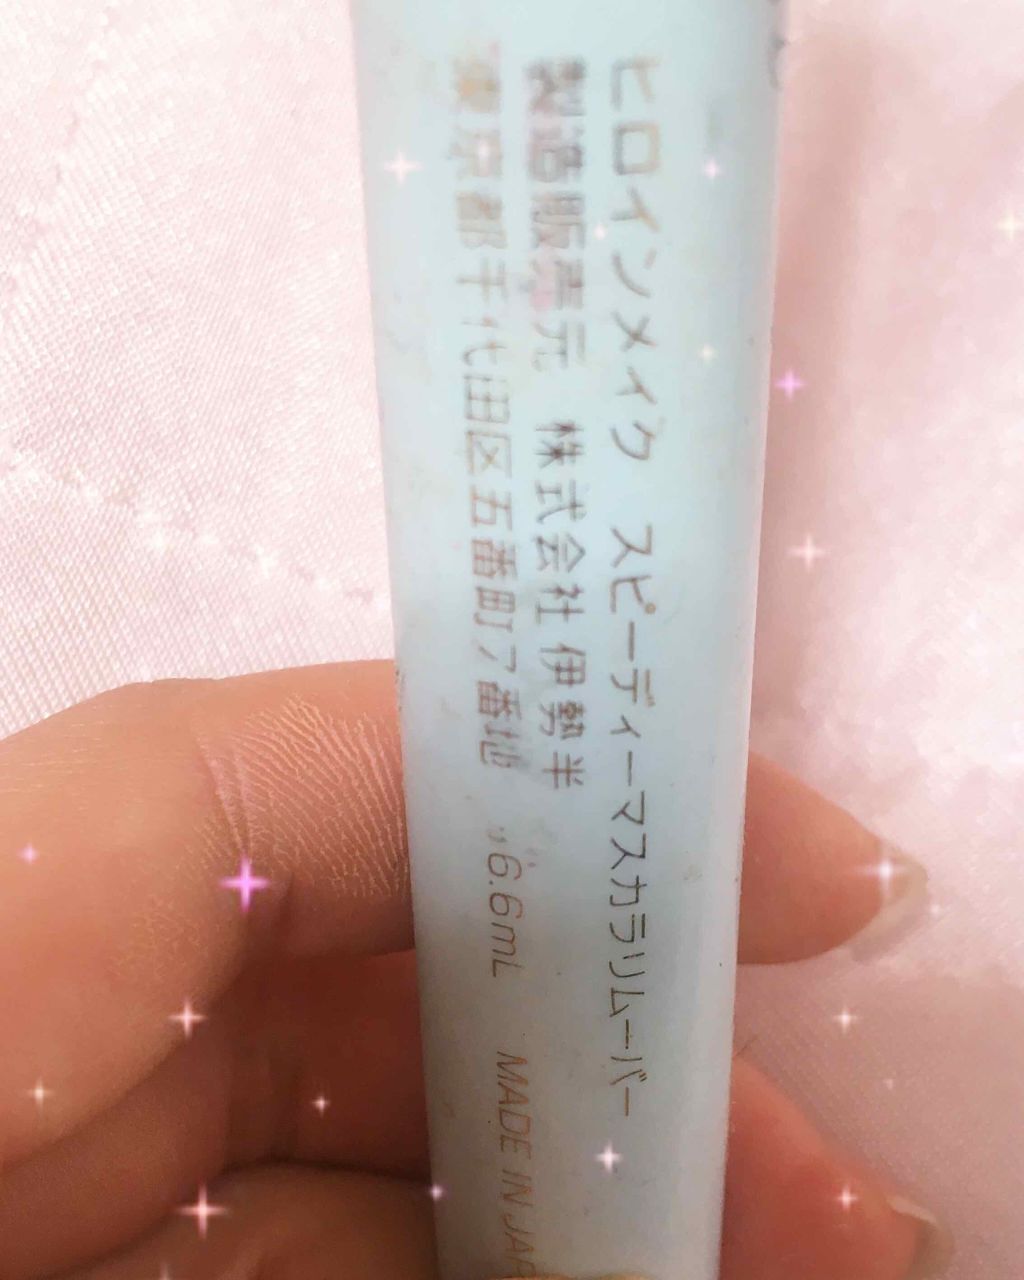 ヒロインメイク スピーディーマスカラリムーバー
製造販売元 株式会社 伊勢半
東京都千代田区五番町7番地
6.6mL MADE IN JAP